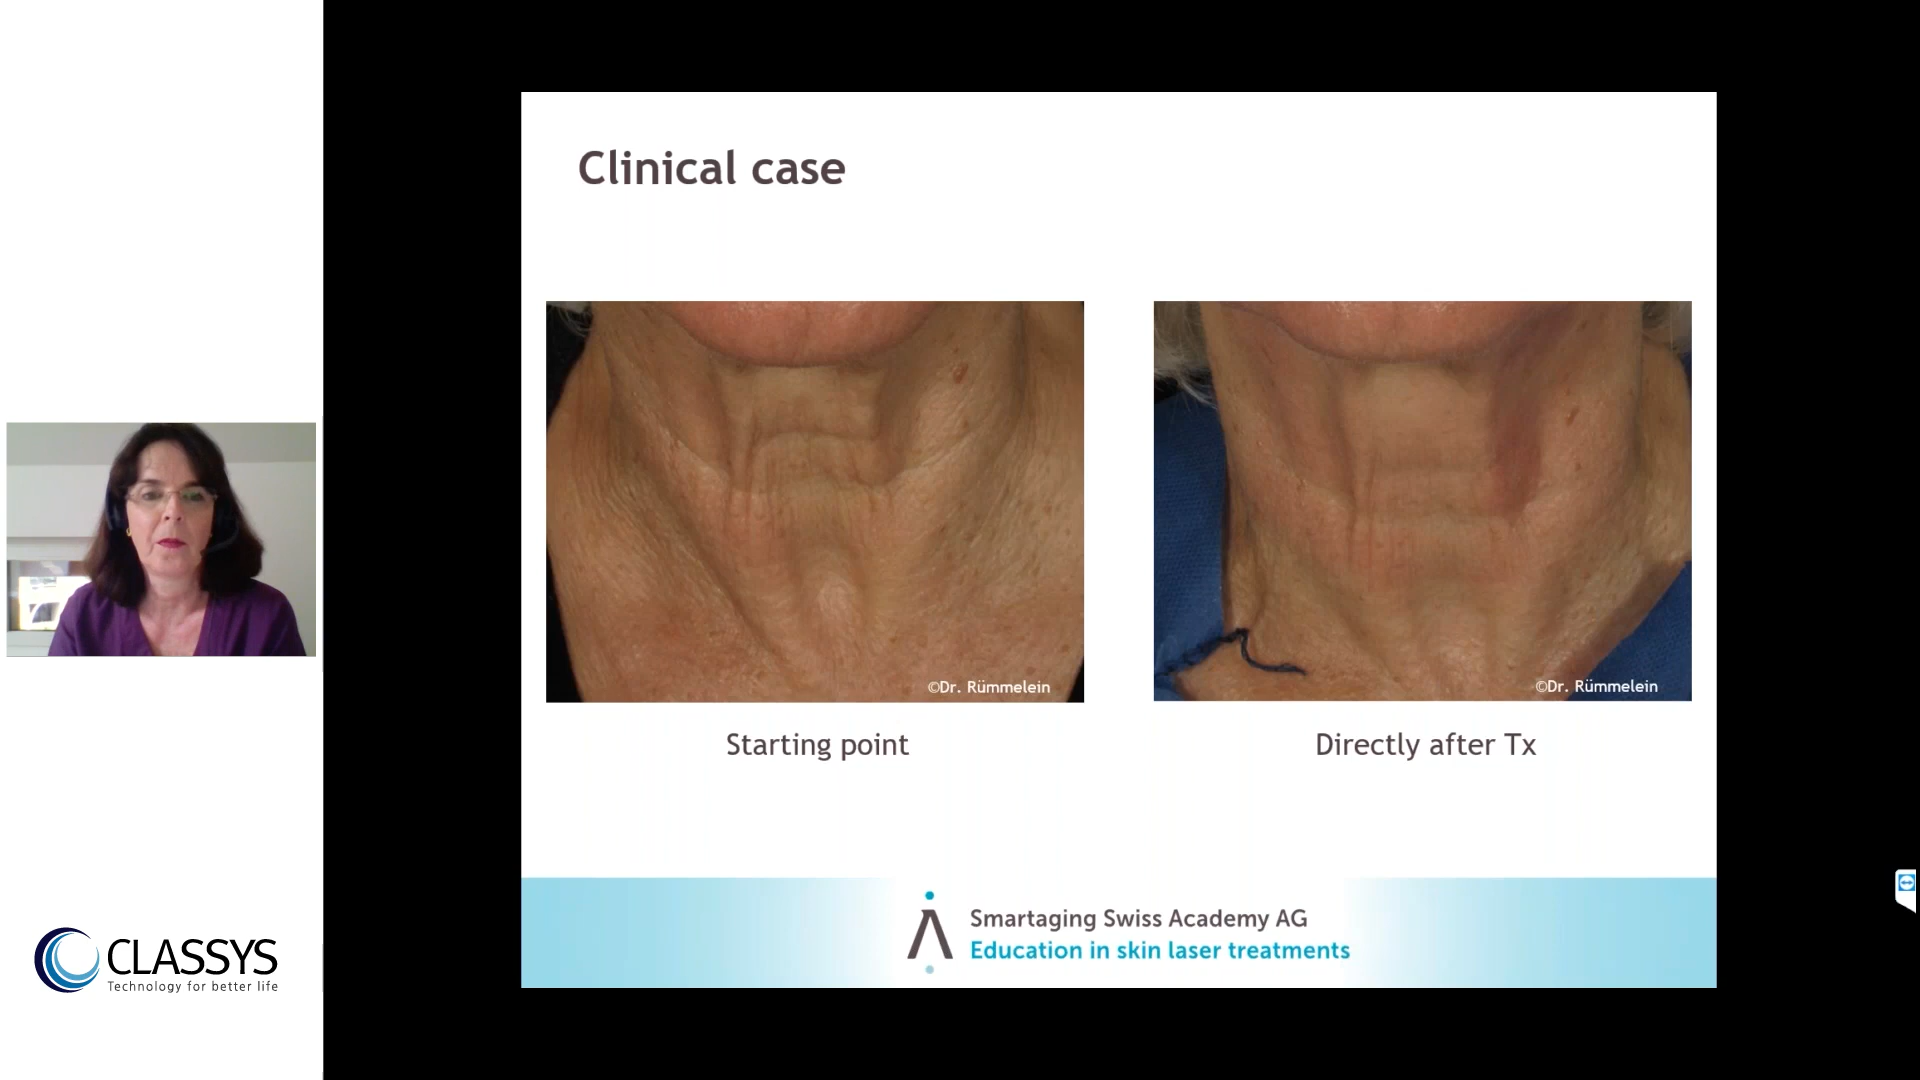 Clinical case
©Dr. Rümmelein
©Dr. Rümmelein
Starting point
Directly after Tx
CLASSYS
Technology for better life
Smartaging Swiss Academy AG
Education in skin laser treatments